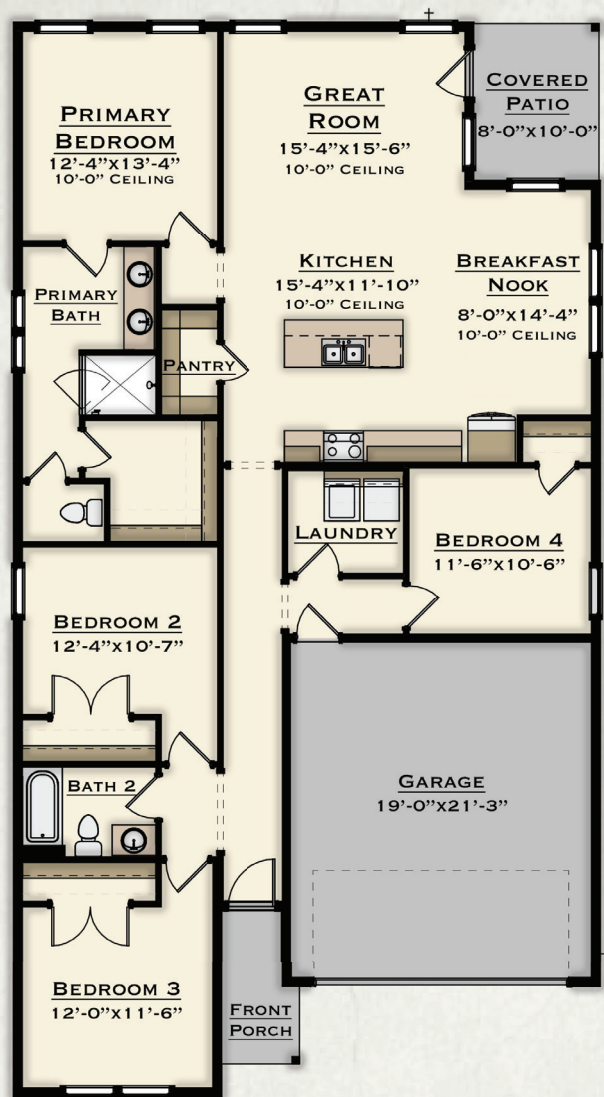 PRIMARY
BEDROOM
12'-4"x13'-4"
10'-0" CEILING
GREAT
ROOM
15'-4"x15'-6"
10'-0" CEILING
COVERED
PATIO
8'-0"x10'-0"
PRIMARY
BATH
KITCHEN
15'-4"x11'-10"
10'-0" CEILING
BREAKFAST
NOOK
8'-0"x14'-4"
10'-0" CEILING
PANTRY
LAUNDRY
BEDROOM 4
11'-6"x10'-6"
BEDROOM 2
12'-4"x10'-7"
BATH 2
GARAGE
19'-0"x21'-3"
BEDROOM 3
12'-0"x11'-6"
FRONT
PORCH